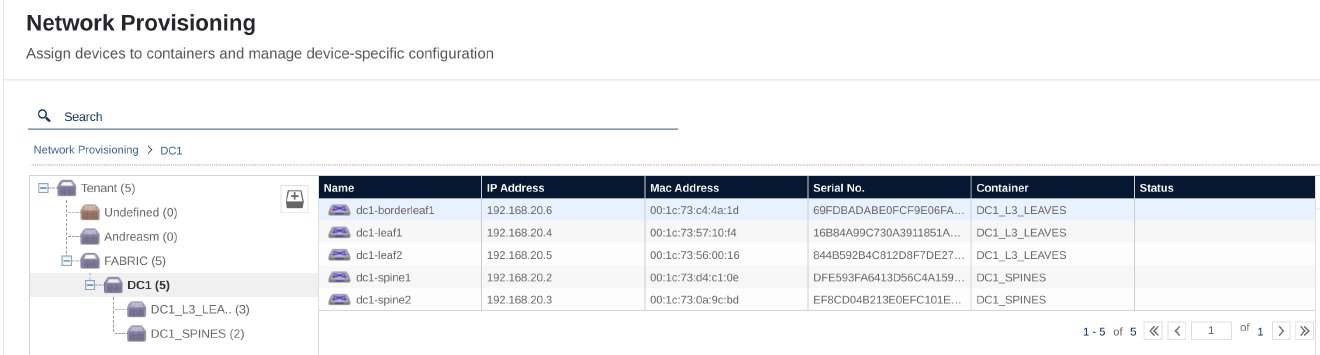 Network Provisioning
Assign devices to containers and manage device-specific configuration
Search
Network Provisioning > DC1
Tenant (5)
Undefined (0)
Andreasm (0)
FABRIC (5)
DC1 (5)
DC1_L3_LEA.. (3)
DC1_SPINES (2)
Name IP Address Mac Address Serial No. Container Status
dc1-borderleaf1 192.168.20.6 00:1c:73:c4:4a:1d 69FDBADABE0FCF9E06FA... DC1_L3_LEAVES
dc1-leaf1 192.168.20.4 00:1c:73:57:10:f4 16B84A99C730A3911851A... DC1_L3_LEAVES
dc1-leaf2 192.168.20.5 00:1c:73:56:00:16 844B592B4C812D8F7DE27... DC1_L3_LEAVES
dc1-spine1 192.168.20.2 00:1c:73:d4:c1:0e DFE593FA6413D56C4A159... DC1_SPINES
dc1-spine2 192.168.20.3 00:1c:73:0a:9c:bd EF8CD04B213E0EFC101E... DC1_SPINES
1 - 5 of 5 1 of 1